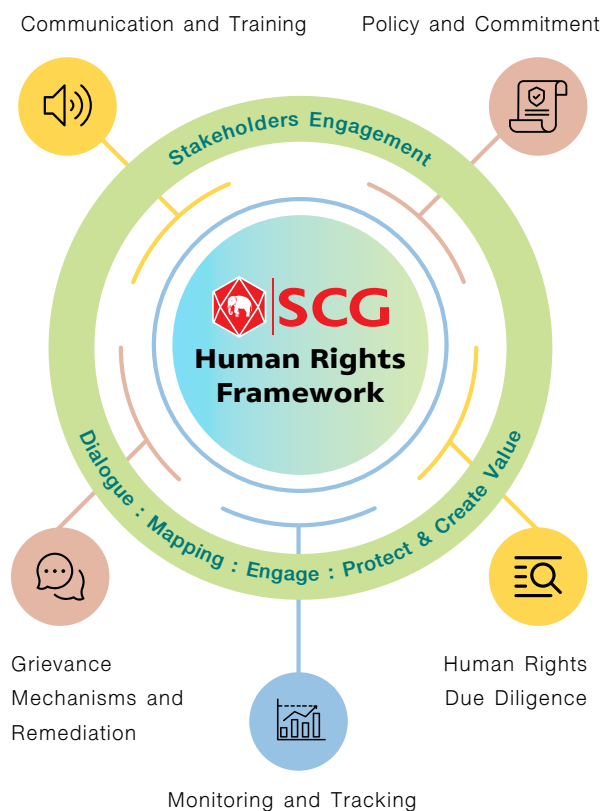 Communication and Training
Policy and Commitment
Stakeholders Engagement
SCG
Human Rights
Framework
Dialogue : Mapping : Engage : Protect & Create Value
Grievance
Mechanisms and
Remediation
Human Rights
Due Diligence
Monitoring and Tracking